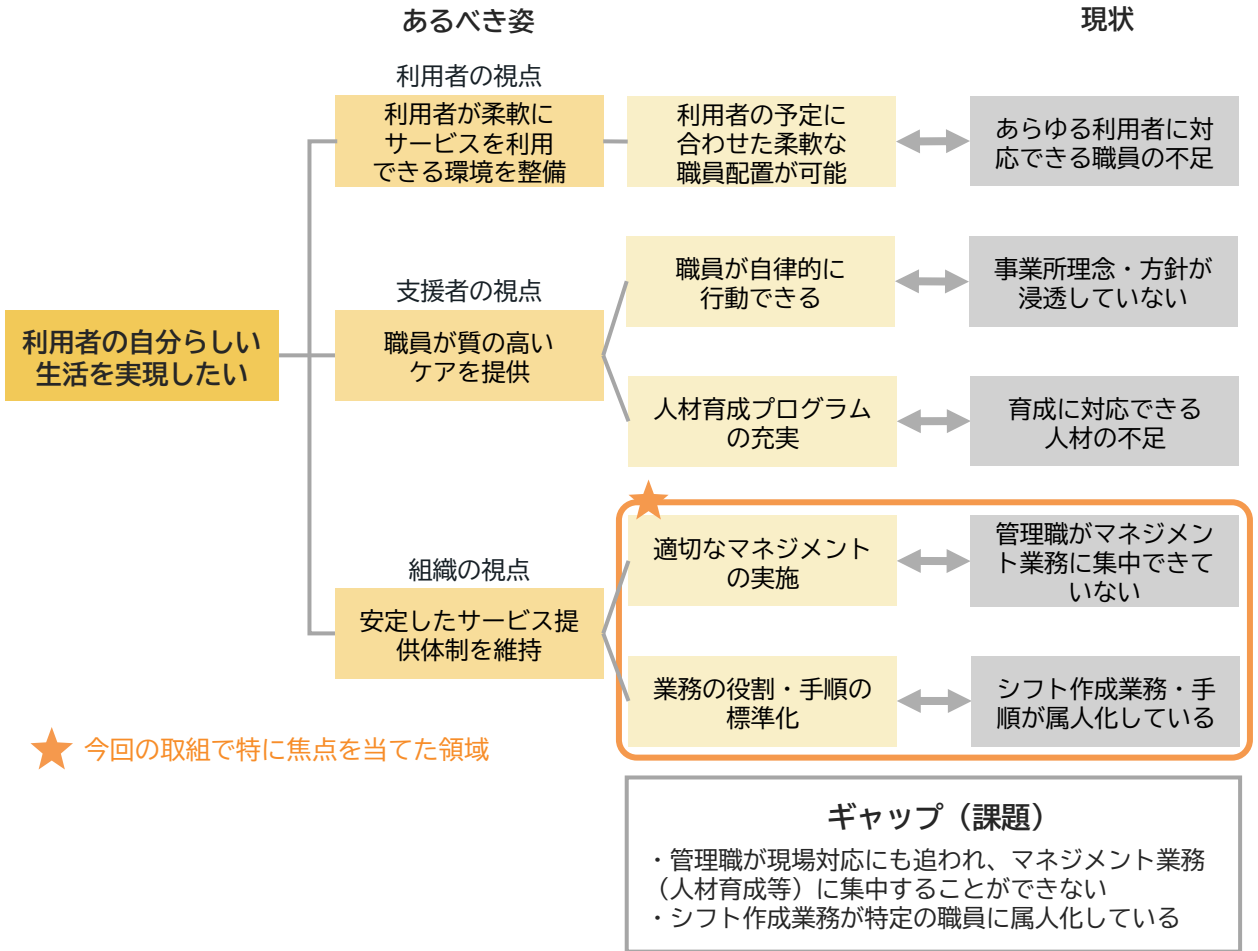 あるべき姿
現状
利用者の視点
利用者が柔軟に
サービスを利用
できる環境を整備
利用者の予定に
合わせた柔軟な
職員配置が可能
あらゆる利用者に対
応できる職員の不足
支援者の視点
職員が自律的に
行動できる
事業所理念・方針が
浸透していない
利用者の自分らしい
生活を実現したい
職員が質の高い
ケアを提供
人材育成プログラム
の充実
育成に対応できる
人材の不足
組織の視点
適切なマネジメント
の実施
管理職がマネジメン
ト業務に集中できて
いない
安定したサービス提
供体制を維持
業務の役割・手順の
標準化
シフト作成業務・手
順が属人化している
今回の取組で特に焦点を当てた領域
ギャップ（課題）
・管理職が現場対応にも追われ、マネジメント業務
（人材育成等）に集中することができない
・シフト作成業務が特定の職員に属人化している